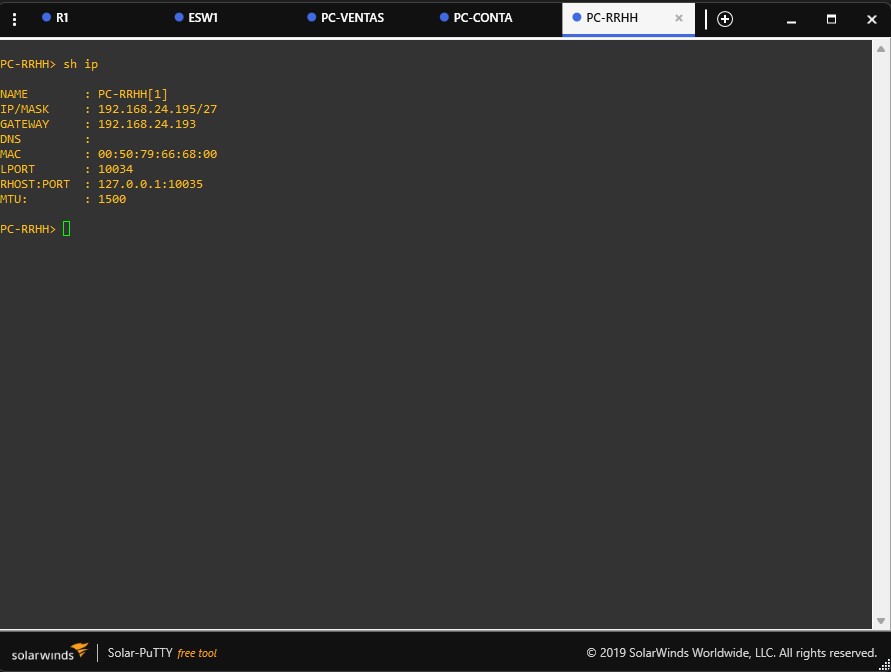 R1 ESW1 PC-VENTAS PC-CONTA PC-RRHH
PC-RRHH> sh ip
NAME : PC-RRHH[1]
IP/MASK : 192.168.24.195/27
GATEWAY : 192.168.24.193
DNS :
MAC : 00:50:79:66:68:00
LPORT : 10034
RHOST:PORT : 127.0.0.1:10035
MTU: : 1500
PC-RRHH>
solarwinds Solar-PuTTY free tool © 2019 SolarWinds Worldwide, LLC. All rights reserved.